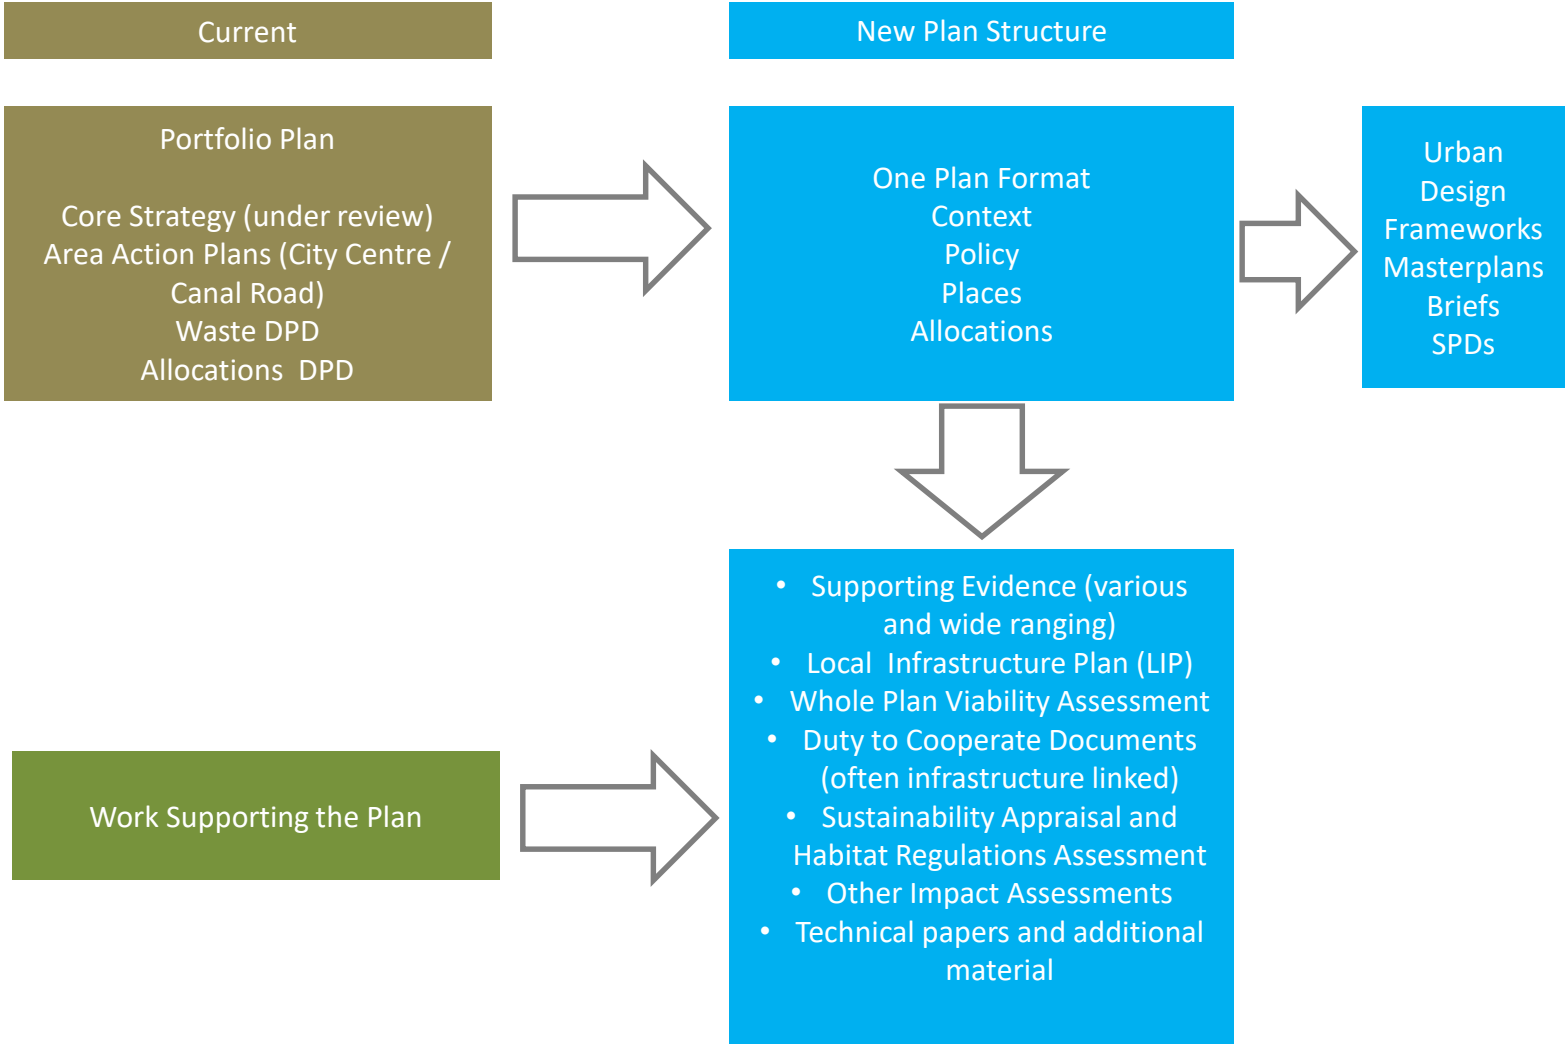 Current
New Plan Structure
Portfolio Plan
Core Strategy (under review)
Area Action Plans (City Centre /
Canal Road)
Waste DPD
Allocations  DPD
One Plan Format
Context
Policy
Places
Allocations
Urban
Design
Frameworks
Masterplans
Briefs
SPDs
Work Supporting the Plan
• Supporting Evidence (various
and wide ranging)
• Local  Infrastructure Plan (LIP)
• Whole Plan Viability Assessment
• Duty to Cooperate Documents
(often infrastructure linked)
• Sustainability Appraisal and
Habitat Regulations Assessment
• Other Impact Assessments
• Technical papers and additional
material